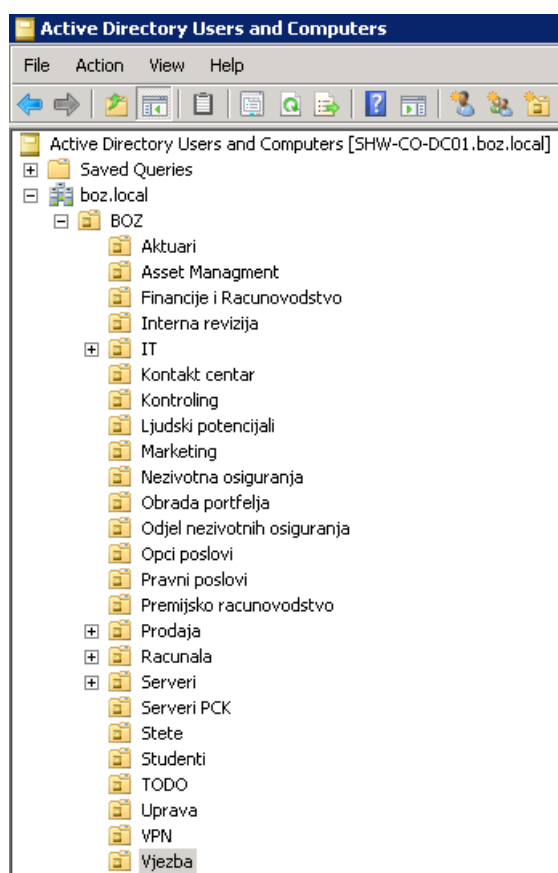 Active Directory Users and Computers
File Action View Help
Active Directory Users and Computers [SHW-CO-DC01.boz.local]
Saved Queries
boz.local
BOZ
Aktuari
Asset Managment
Financije i Racunovodstvo
Interna revizija
IT
Kontakt centar
Kontroling
Ljudski potencijali
Marketing
Nezivotna osiguranja
Obrada portfelja
Odjel nezivotnih osiguranja
Opci poslovi
Pravni poslovi
Premijsko racunovodstvo
Prodaja
Racunala
Serveri
Serveri PCK
Stete
Studenti
TODO
Uprava
VPN
Vjezba